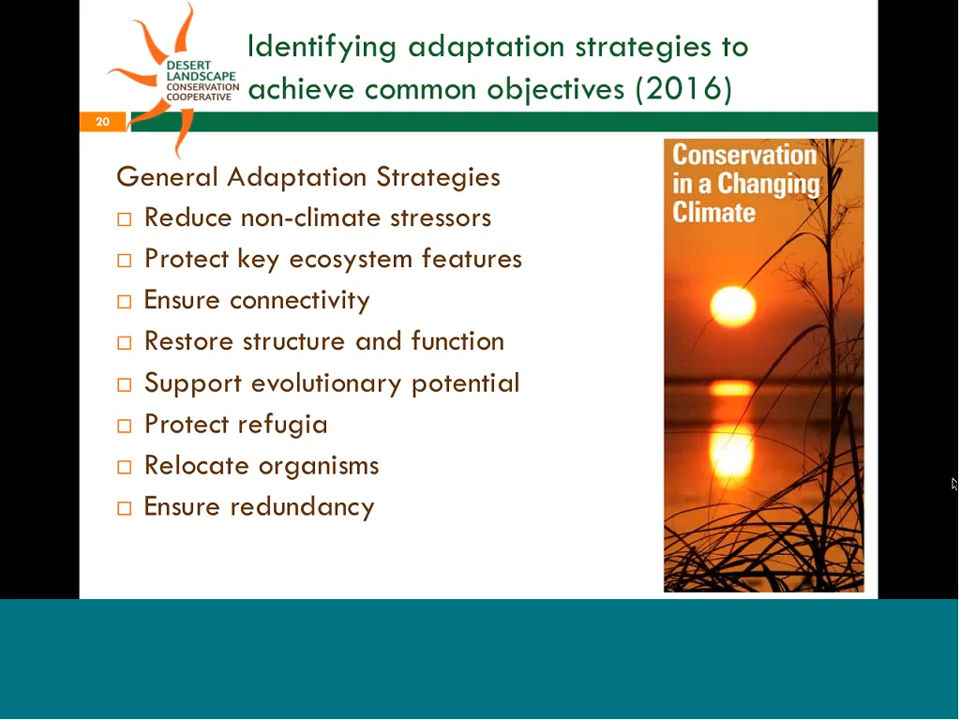 DESERT
LANDSCAPE
CONSERVATION
COOPERATIVE
Identifying adaptation strategies to
achieve common objectives (2016)
20
General Adaptation Strategies
Reduce non-climate stressors
Protect key ecosystem features
Ensure connectivity
Restore structure and function
Support evolutionary potential
Protect refugia
Relocate organisms
Ensure redundancy
Conservation
in a Changing
Climate